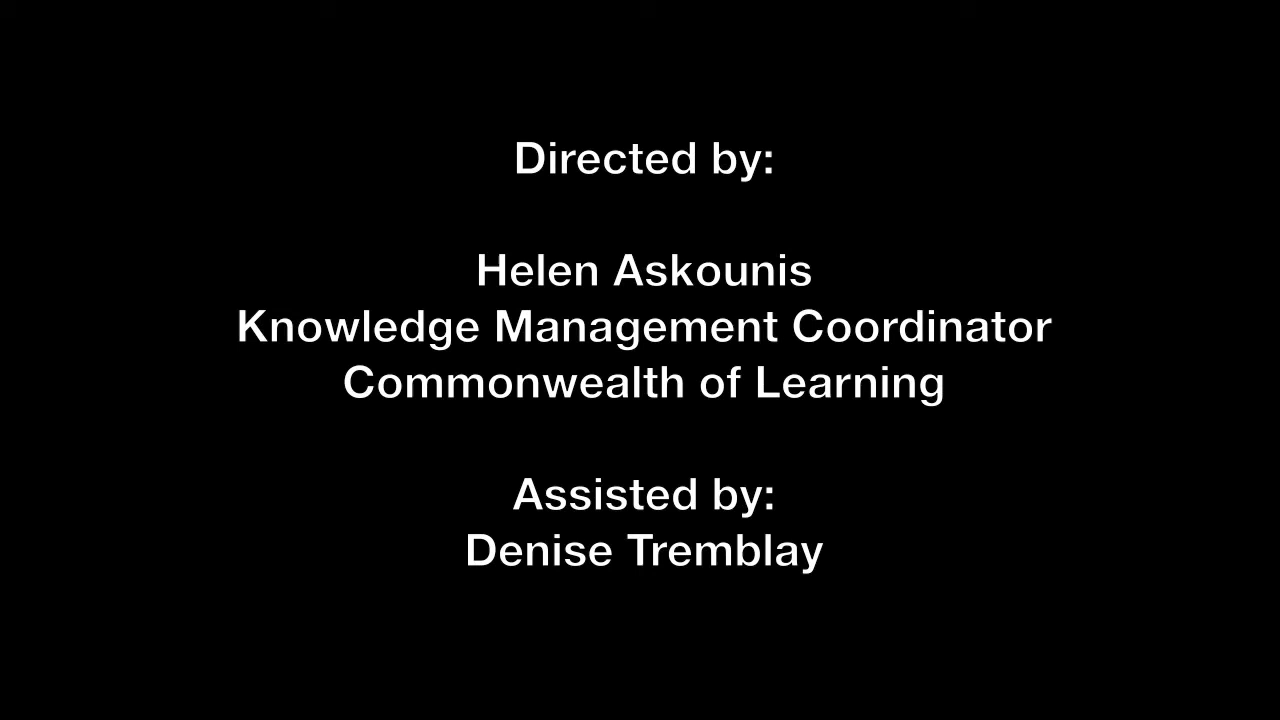 Directed by:
Helen Askounis
Knowledge Management Coordinator
Commonwealth of Learning
Assisted by:
Denise Tremblay